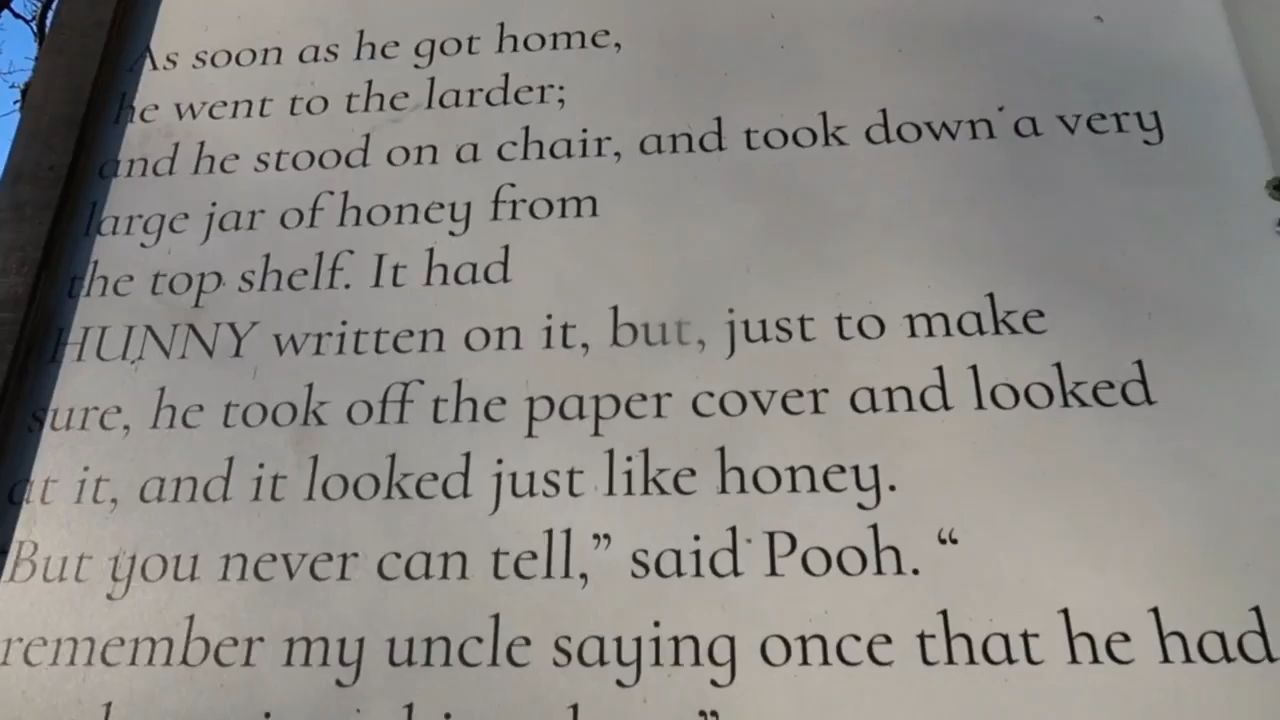 As soon as he got home,
he went to the larder;
and he stood on a chair, and took down a very
large jar of honey from
the top shelf. It had
HUNNY written on it, but, just to make
sure, he took off the paper cover and looked
at it, and it looked just like honey.
But you never can tell,” said Pooh. “
remember my uncle saying once that he had